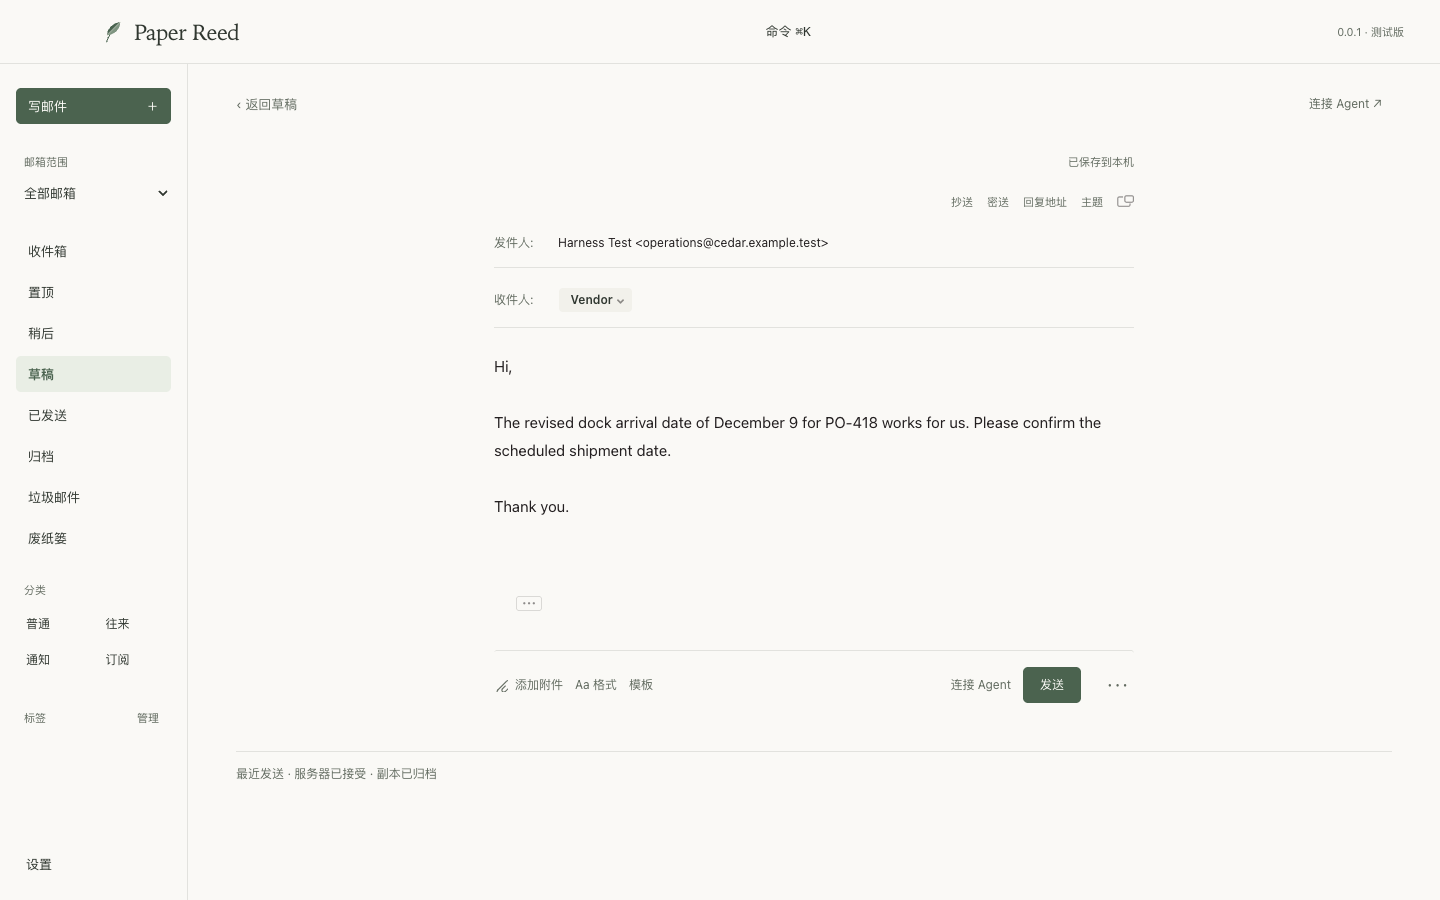 Paper Reed
命令 ⌘K
0.0.1 · 测试版
写邮件 +
邮箱范围
全部邮箱
收件箱
置顶
稍后
草稿
已发送
归档
垃圾邮件
废纸篓
分类
普通 往来
通知 订阅
标签 管理
设置
‹ 返回草稿
连接 Agent ↗
已保存到本机
抄送 密送 回复地址 主题
发件人: Harness Test <operations@cedar.example.test>
收件人: Vendor
Hi,
The revised dock arrival date of December 9 for PO-418 works for us. Please confirm the
scheduled shipment date.
Thank you.
添加附件 Aa 格式 模板
连接 Agent 发送
最近发送 · 服务器已接受 · 副本已归档